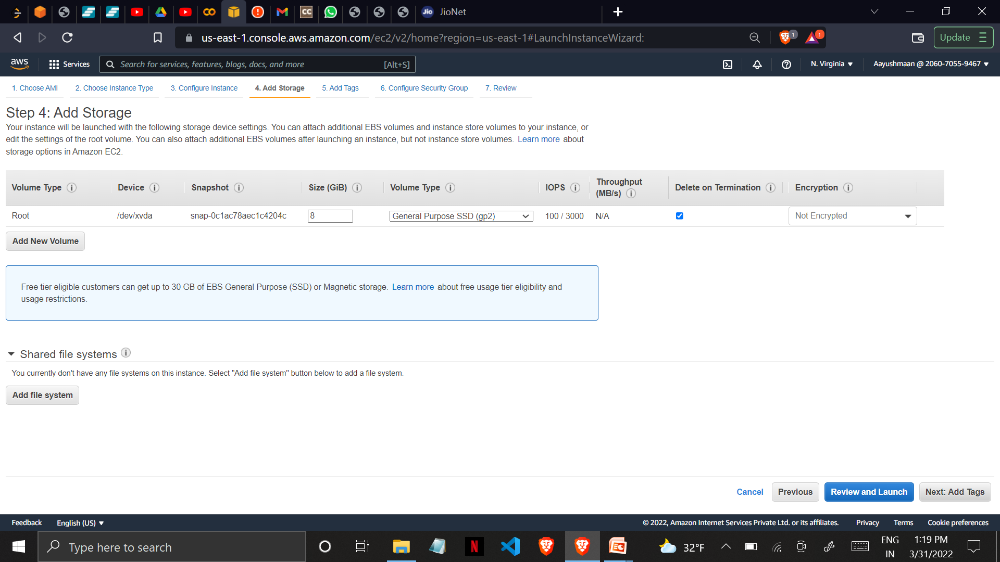 JioNet
us-east-1.console.aws.amazon.com/ec2/v2/home?region=us-east-1#LaunchInstanceWizard:
1
1
Update
aws
Services
Search for services, features, blogs, docs, and more
[Alt+S]
N. Virginia
Aayushmaan @ 2060-7055-9467
1. Choose AMI
2. Choose Instance Type
3. Configure Instance
4. Add Storage
5. Add Tags
6. Configure Security Group
7. Review
Step 4: Add Storage
Your instance will be launched with the following storage device settings. You can attach additional EBS volumes and instance store volumes to your instance, or
edit the settings of the root volume. You can also attach additional EBS volumes after launching an instance, but not instance store volumes. Learn more about
storage options in Amazon EC2.
Volume Type
Device
Snapshot
Size (GiB)
Volume Type
IOPS
Throughput
(MB/s)
Delete on Termination
Encryption
Root
/dev/xvda
snap-0c1ac78aec1c4204c
8
General Purpose SSD (gp2)
100 / 3000
N/A
Not Encrypted
Add New Volume
Free tier eligible customers can get up to 30 GB of EBS General Purpose (SSD) or Magnetic storage. Learn more about free usage tier eligibility and
usage restrictions.
Shared file systems
You currently don't have any file systems on this instance. Select "Add file system" button below to add a file system.
Add file system
Cancel
Previous
Review and Launch
Next: Add Tags
Feedback
English (US)
© 2022, Amazon Internet Services Private Ltd. or its affiliates.
Privacy
Terms
Cookie preferences
Type here to search
32°F
ENG
IN
1:19 PM
3/31/2022